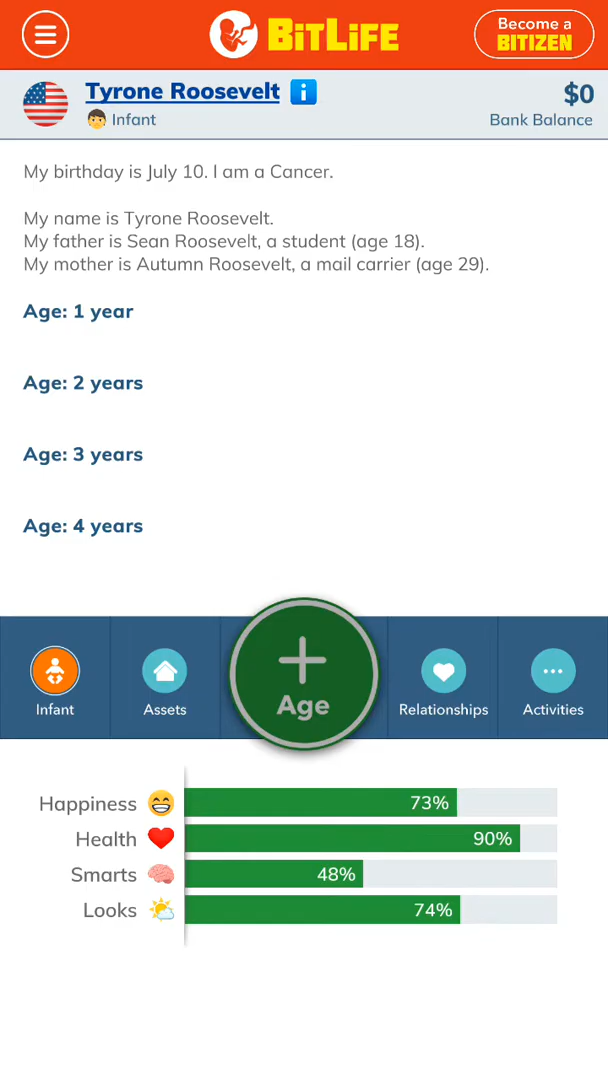 BiTLiFE
Become a
BITIZEN
Tyrone Roosevelt
$0
Infant
Bank Balance
My birthday is July 10. I am a Cancer.
My name is Tyrone Roosevelt.
My father is Sean Roosevelt, a student (age 18).
My mother is Autumn Roosevelt, a mail carrier (age 29).
Age: 1 year
Age: 2 years
Age: 3 years
Age: 4 years
Infant
Assets
Age
Relationships
Activities
Happiness 73%
Health 90%
Smarts 48%
Looks 74%